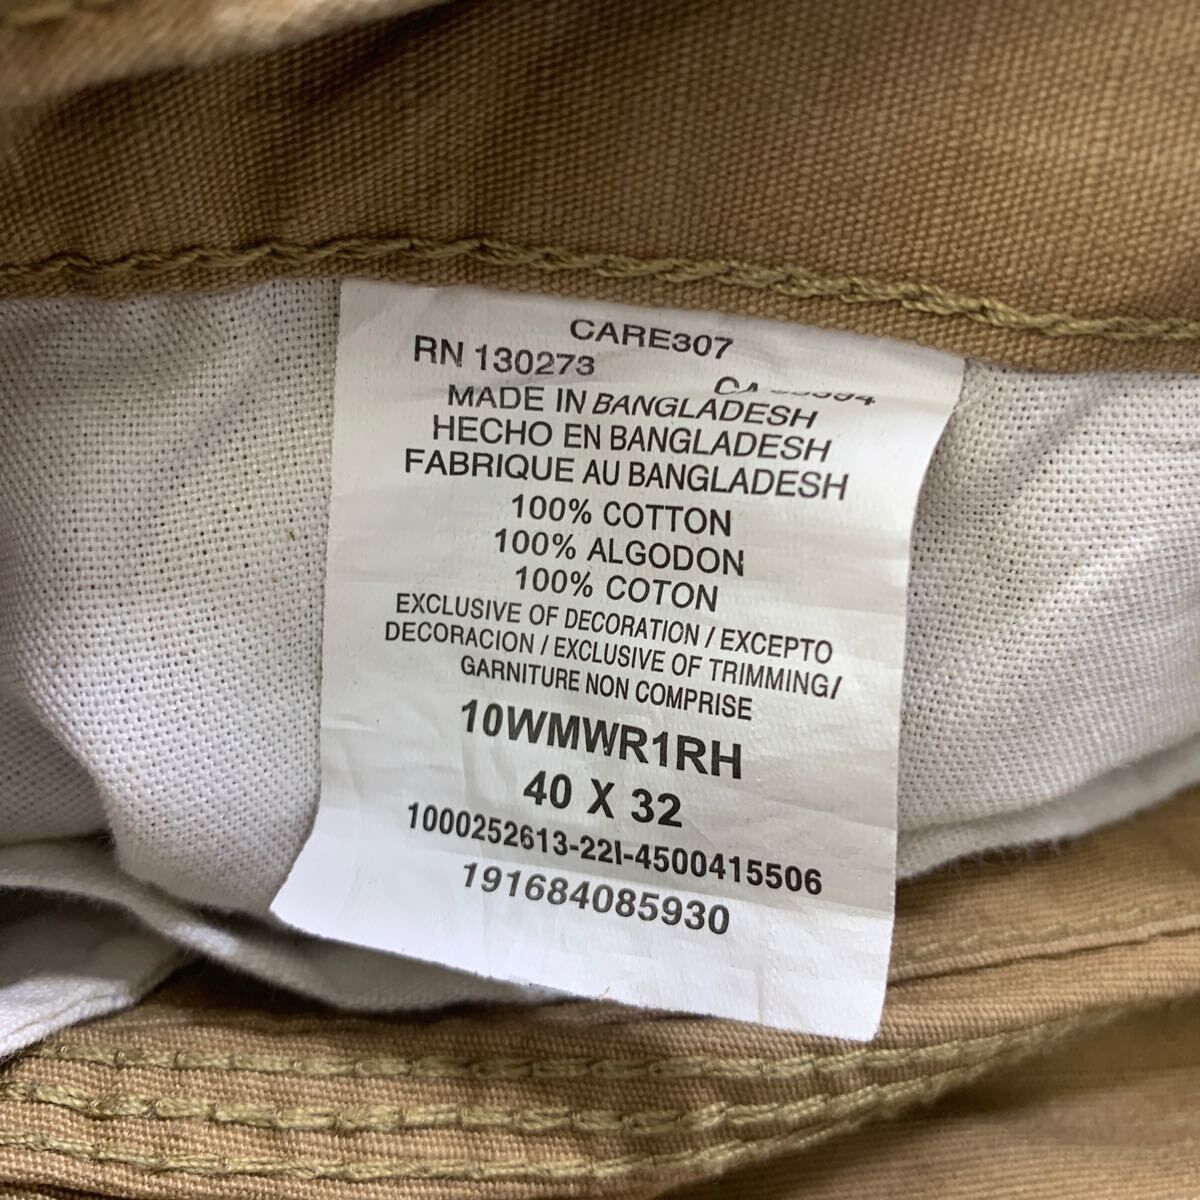 CARE307
RN 130273
MADE IN BANGLADESH
HECHO EN BANGLADESH
FABRIQUE AU BANGLADESH
100% COTTON
100% ALGODON
100% COTON
EXCLUSIVE OF DECORATION / EXCEPTO
DECORACION / EXCLUSIVE OF TRIMMING/
GARNITURE NON COMPRISE
10WMWR1RH
40 X 32
1000252613-22I-4500415506
191684085930